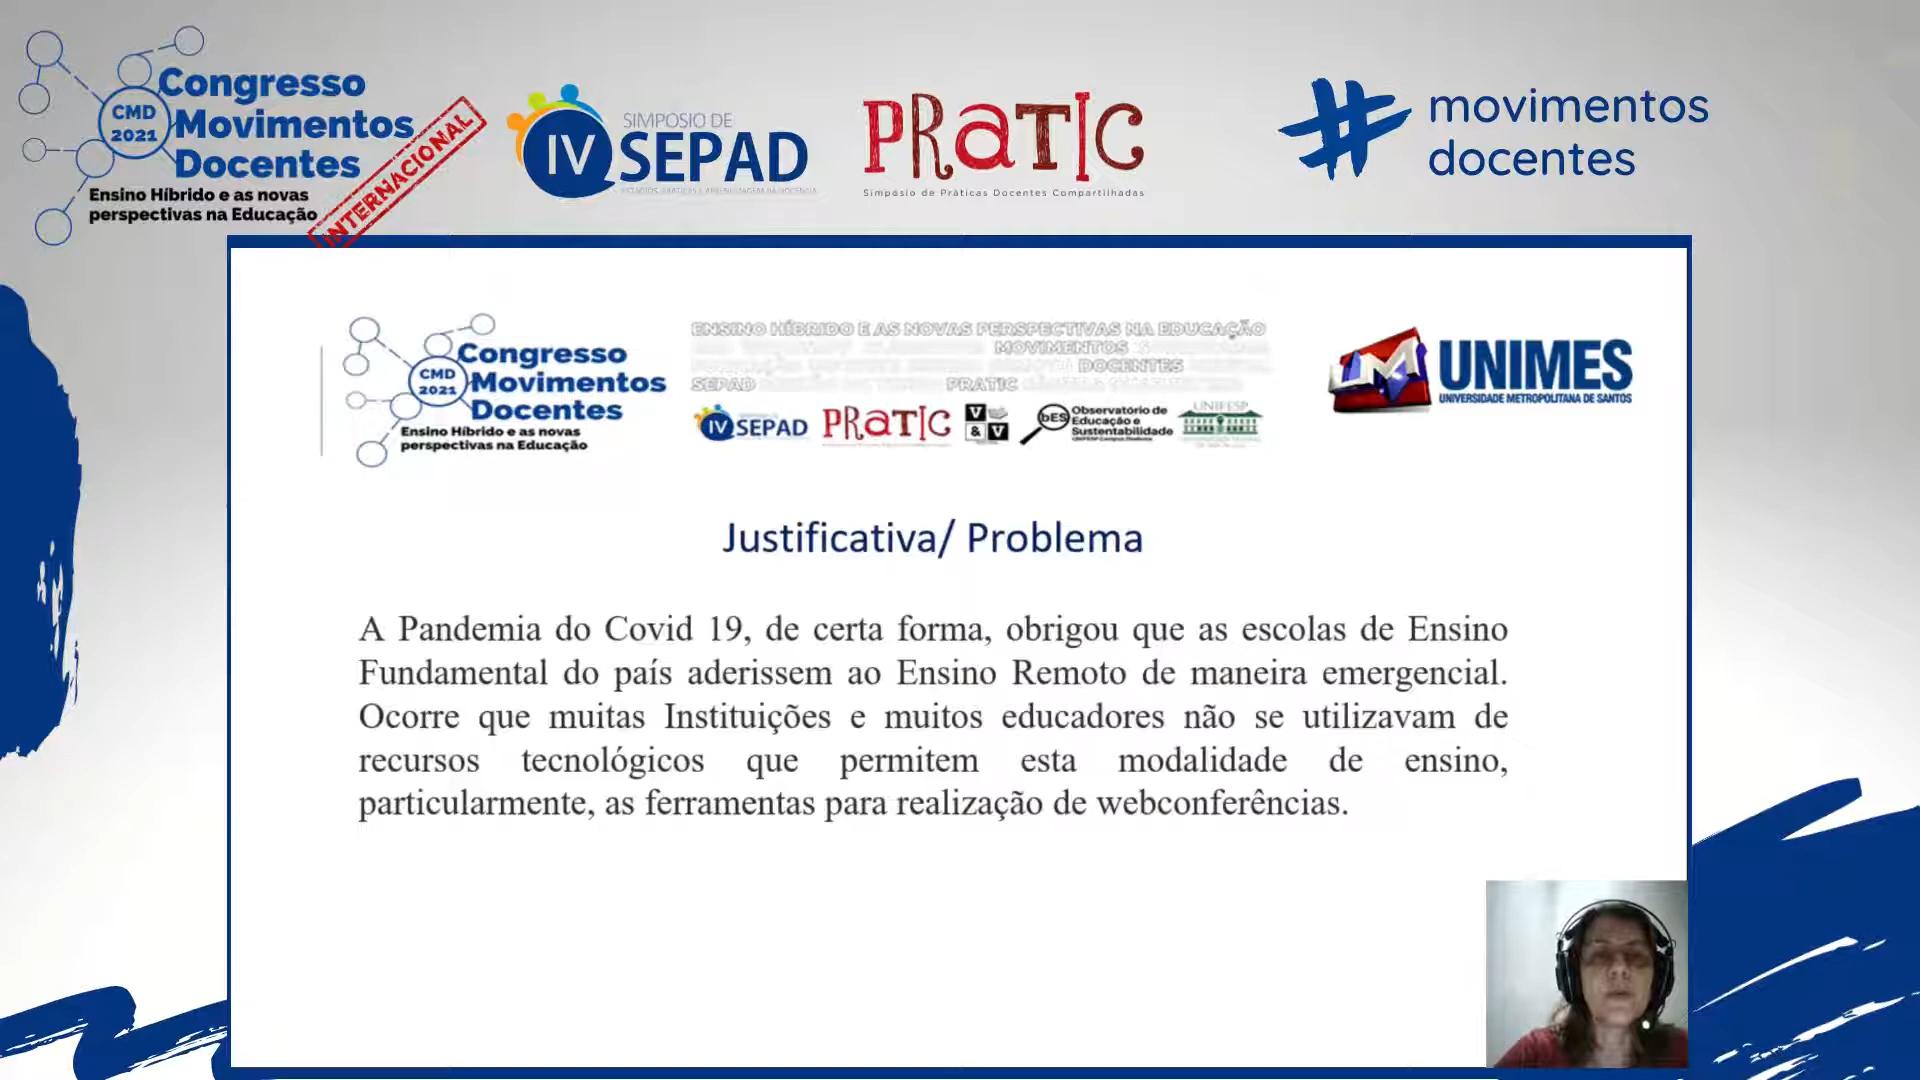 Congresso
CMD
2021
Movimentos
Docentes
Ensino Híbrido e as novas
perspectivas na Educação
INTERNACIONAL
SIMPÓSIO DE
IV SEPAD
PRATIC
Simpósio de Práticas Docentes Compartilhadas
# movimentos
docentes
Congresso
CMD
2021
Movimentos
Docentes
Ensino Híbrido e as novas
perspectivas na Educação
ENSINO HÍBRIDO E AS NOVAS PERSPECTIVAS NA EDUCAÇÃO
MOVIMENTOS
DOCENTES
SEPAD PRATIC
IV SEPAD
PRATIC
V
& V
OES
Observatório de
Educação e
Sustentabilidade
UNIFESP
UM UNIMES
UNIVERSIDADE METROPOLITANA DE SANTOS
Justificativa/ Problema
A Pandemia do Covid 19, de certa forma, obrigou que as escolas de Ensino
Fundamental do país aderissem ao Ensino Remoto de maneira emergencial.
Ocorre que muitas Instituições e muitos educadores não se utilizavam de
recursos tecnológicos que permitem esta modalidade de ensino,
particularmente, as ferramentas para realização de webconferências.